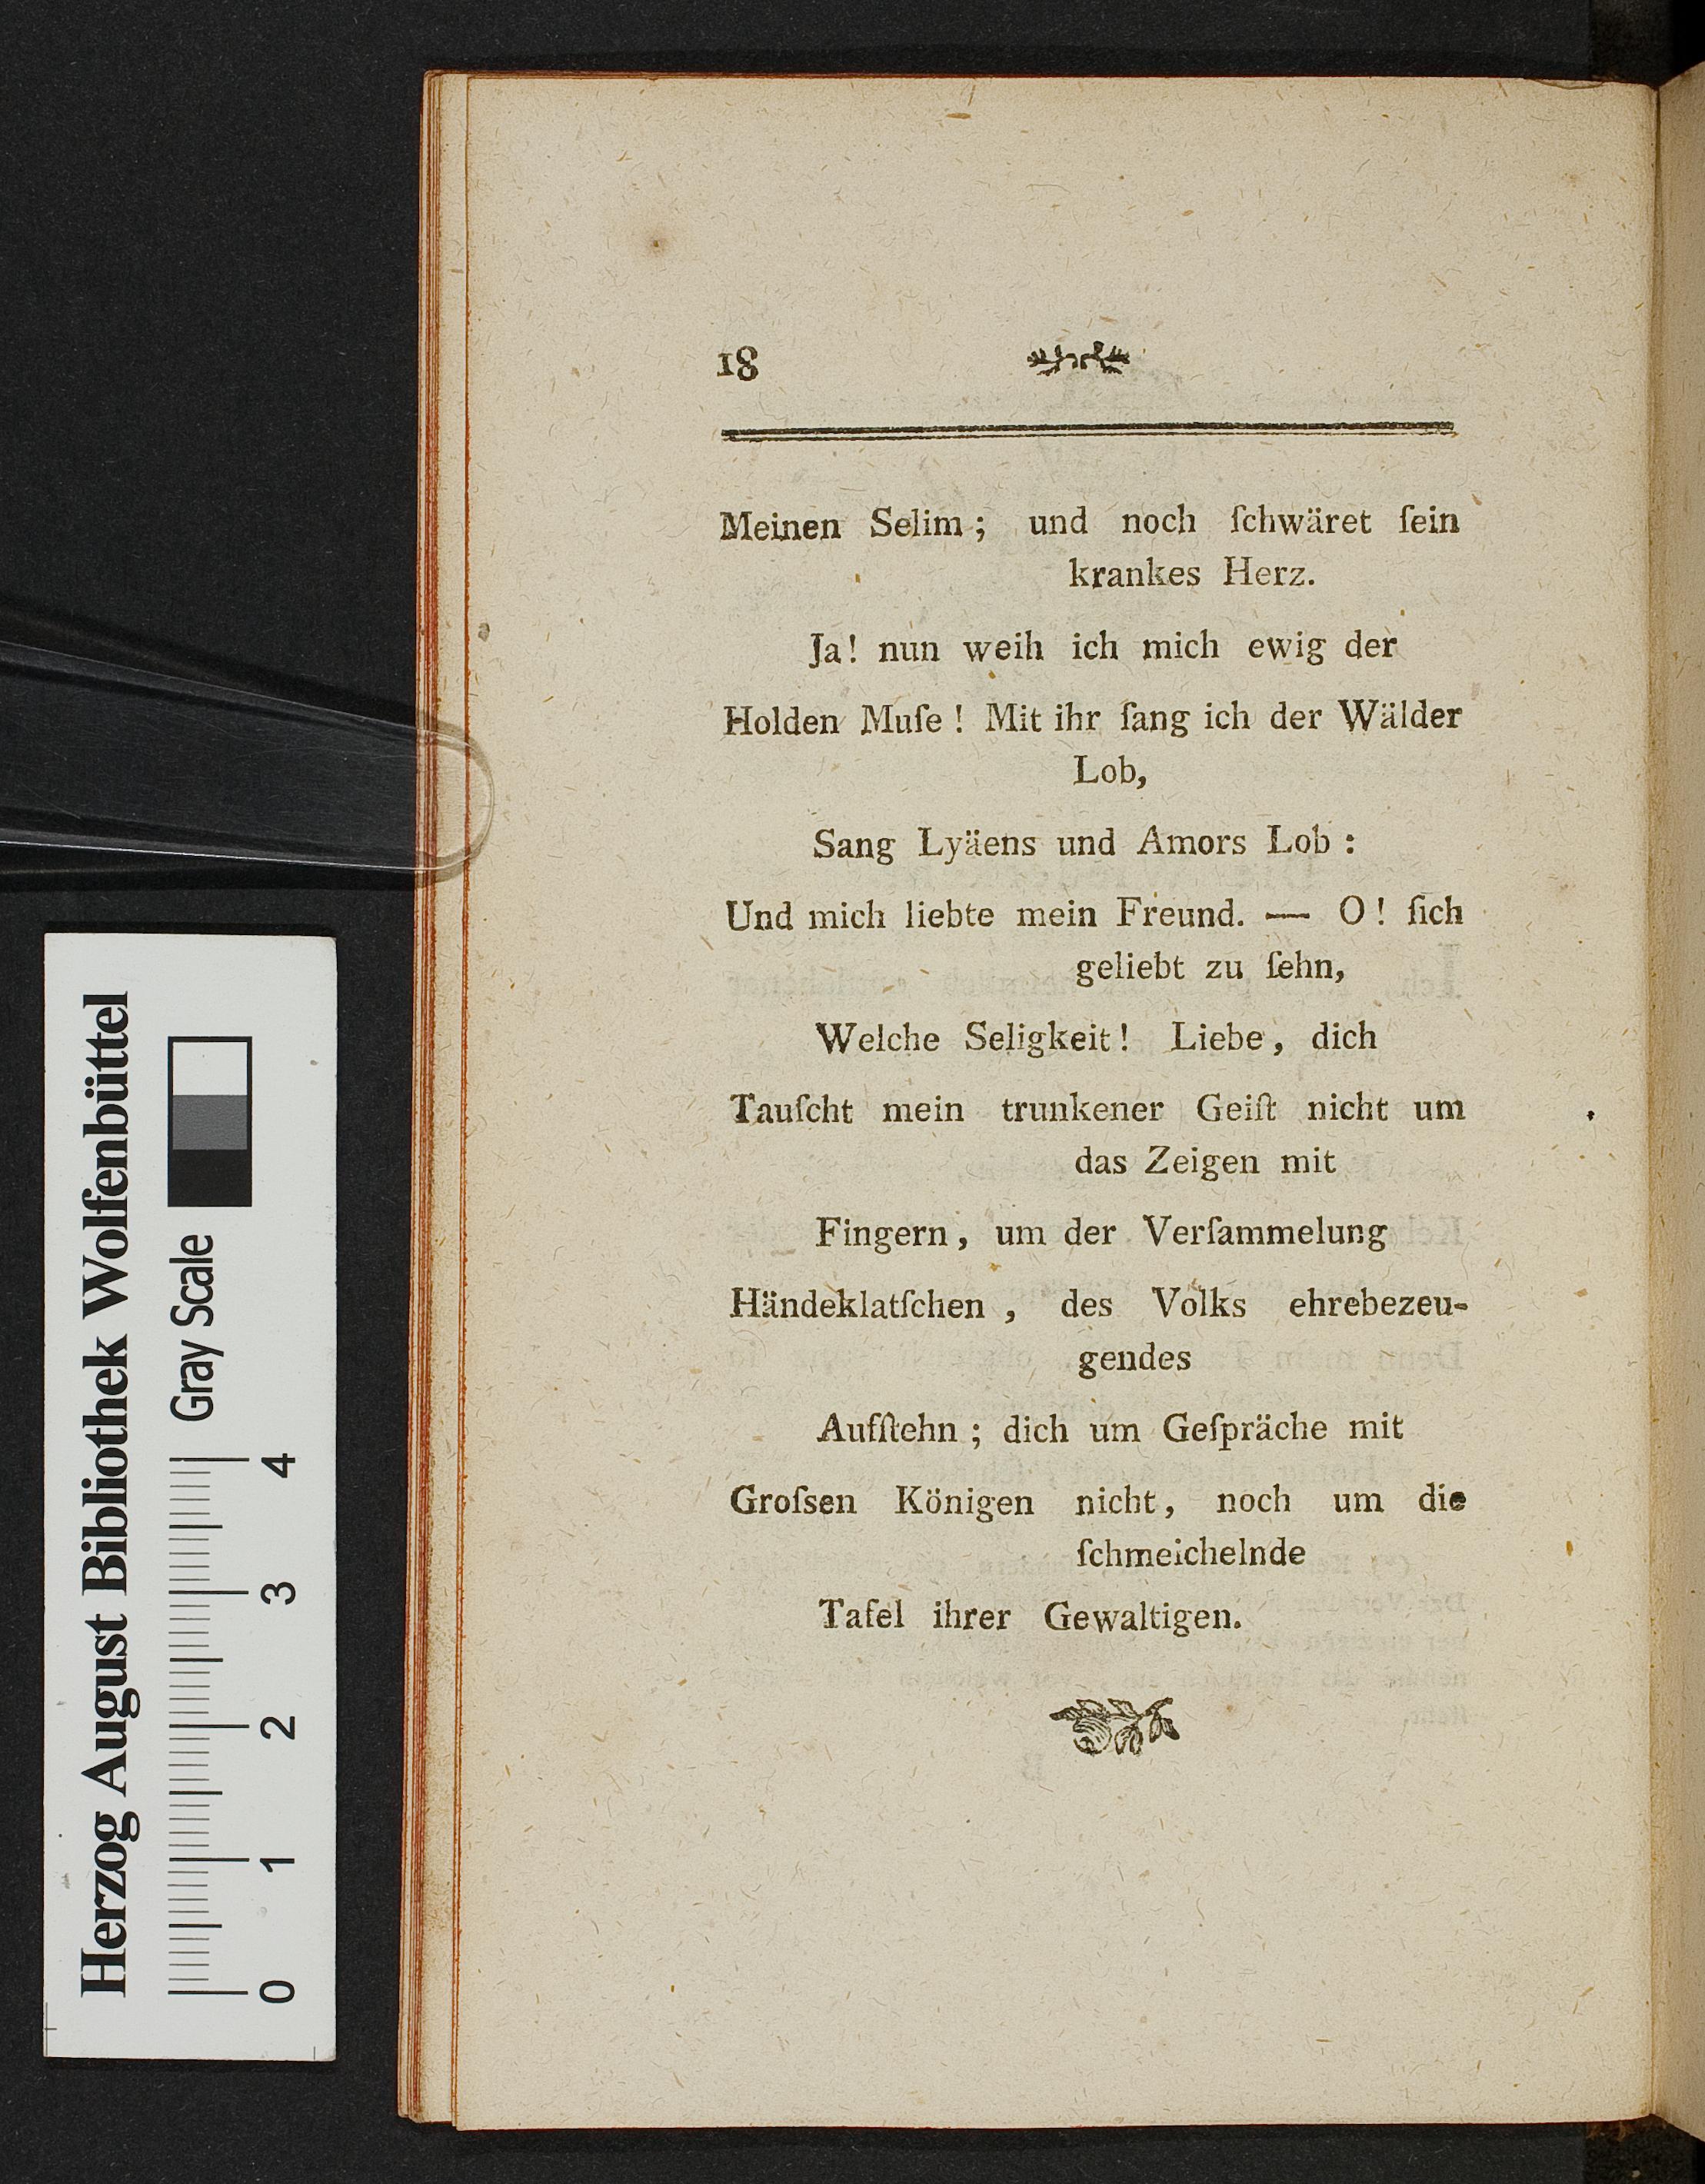 18
Meinen Selim; und noch ſchwäret ſein
krankes Herz.
Ja! nun weih ich mich ewig der
Holden Muſe! Mit ihr ſang ich der Wälder
Lob,
Sang Lyäens und Amors Lob:
Und mich liebte mein Freund. — O! ſich
geliebt zu ſehn,
Welche Seligkeit! Liebe, dich
Tauſcht mein trunkener Geiſt nicht um
das Zeigen mit
Fingern, um der Verſammelung
Händeklatſchen, des Volks ehrebezeu-
gendes
Aufſtehn; dich um Geſpräche mit
Groſsen Königen nicht, noch um die
ſchmeichelnde
Tafel ihrer Gewaltigen.
Herzog August Bibliothek Wolfenbüttel
Gray Scale
0 1 2 3 4